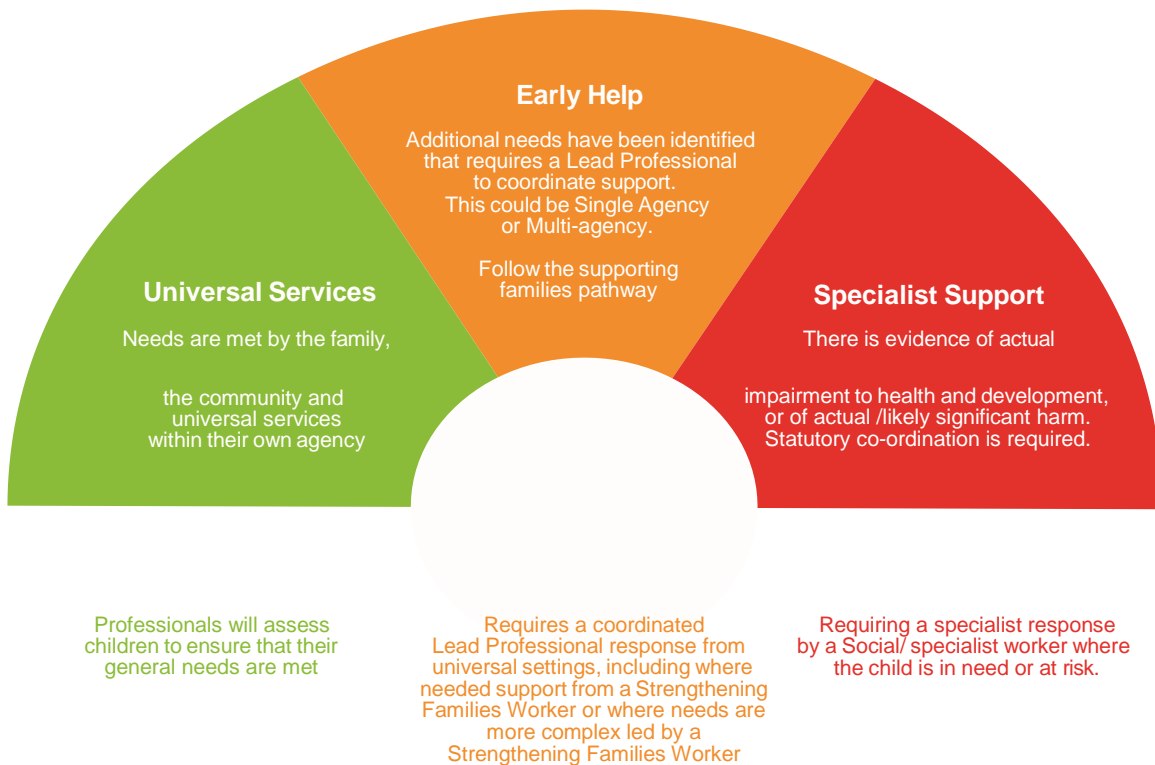 Early Help
Additional needs have been identified
that requires a Lead Professional
to coordinate support.
This could be Single Agency
or Multi-agency.
Follow the supporting
families pathway
Universal Services
Needs are met by the family,
the community and
universal services
within their own agency
Specialist Support
There is evidence of actual
impairment to health and development,
or of actual /likely significant harm.
Statutory co-ordination is required.
Professionals will assess
children to ensure that their
general needs are met
Requires a coordinated
Lead Professional response from
universal settings, including where
needed support from a Strengthening
Families Worker or where needs are
more complex led by a
Strengthening Families Worker
Requiring a specialist response
by a Social/ specialist worker where
the child is in need or at risk.